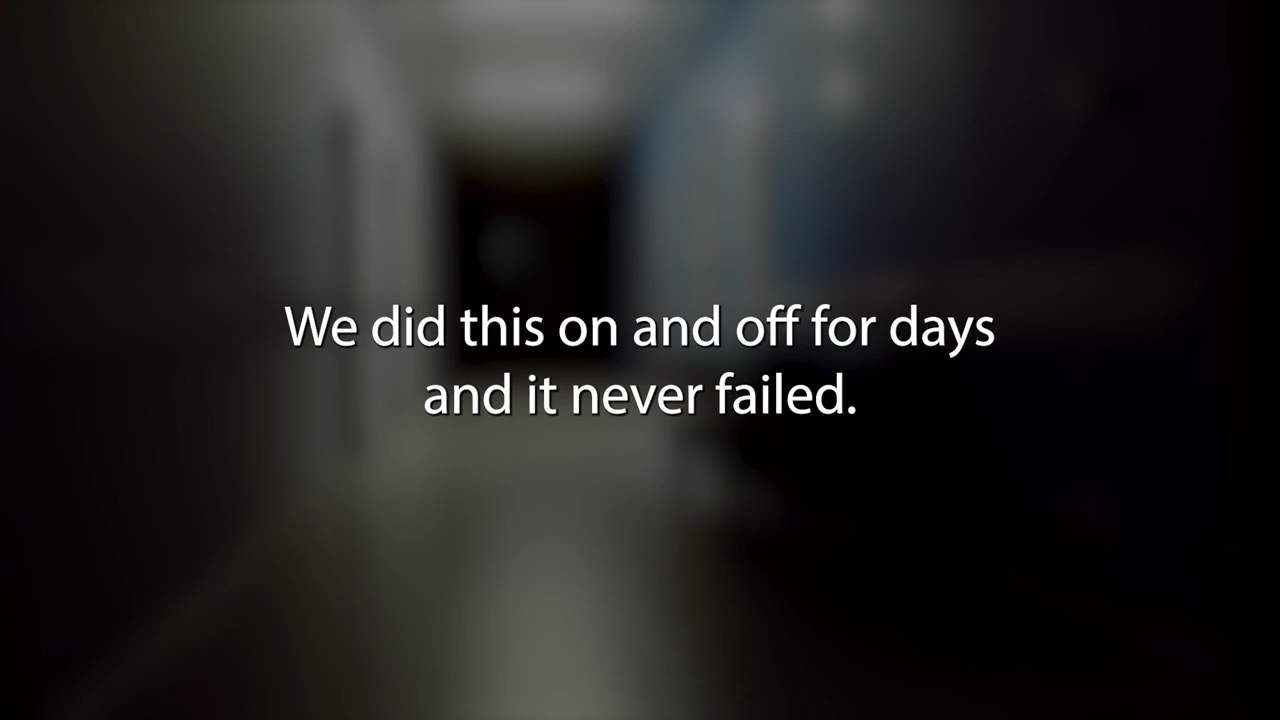 We did this on and off for days
and it never failed.